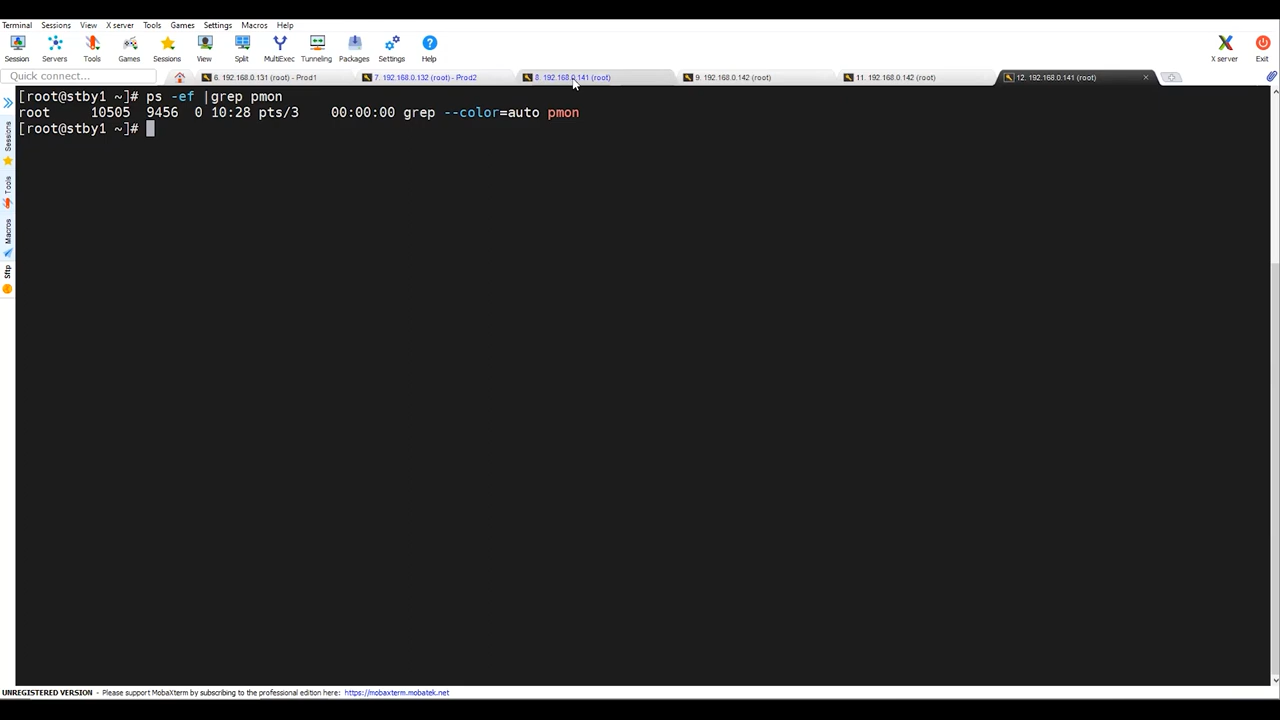 Terminal Sessions View X server Tools Games Settings Macros Help
Session Servers Tools Games Sessions View Split MultiExec Tunneling Packages Settings Help X server Exit
Quick connect... 6. 192.168.0.131 (root) - Prod1 7. 192.168.0.132 (root) - Prod2 8. 192.168.0.141 (root) 9. 192.168.0.142 (root) 11. 192.168.0.142 (root) 12. 192.168.0.141 (root)
[root@stby1 ~]# ps -ef |grep pmon
root 10505 9456 0 10:28 pts/3 00:00:00 grep --color=auto pmon
[root@stby1 ~]#
Sessions
Tools
Macros
Sftp
UNREGISTERED VERSION - Please support MobaXterm by subscribing to the professional edition here: https://mobaxterm.mobatek.net